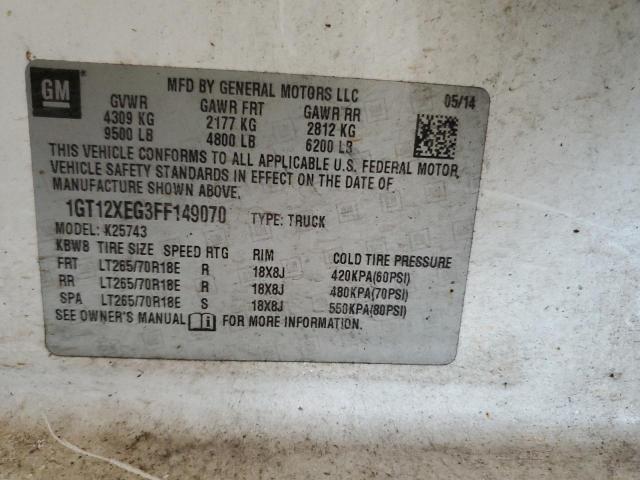 GM
MFD BY GENERAL MOTORS LLC
05/14
GVWR GAWR FRT GAWR RR
4309 KG 2177 KG 2812 KG
9500 LB 4800 LB 6200 LB
THIS VEHICLE CONFORMS TO ALL APPLICABLE U.S. FEDERAL MOTOR
VEHICLE SAFETY STANDARDS IN EFFECT ON THE DATE OF
MANUFACTURE SHOWN ABOVE.
1GT12XEG3FF149070 TYPE: TRUCK
MODEL: K25743
KBW8 TIRE SIZE SPEED RTG RIM COLD TIRE PRESSURE
FRT LT265/70R18E R 18X8J 420KPA(60PSI)
RR LT265/70R18E R 18X8J 480KPA(70PSI)
SPA LT265/70R18E S 18X8J 550KPA(80PSI)
SEE OWNER'S MANUAL FOR MORE INFORMATION.